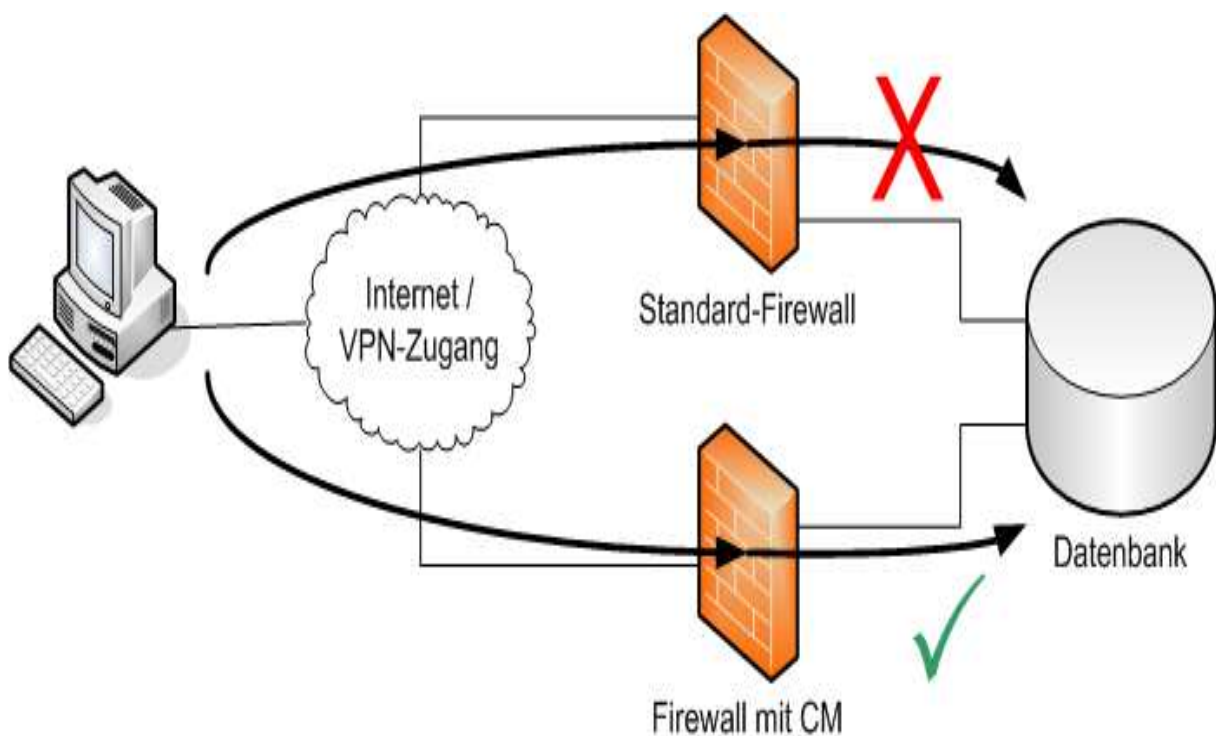 Internet /
VPN-Zugang
Standard-Firewall
Datenbank
Firewall mit CM